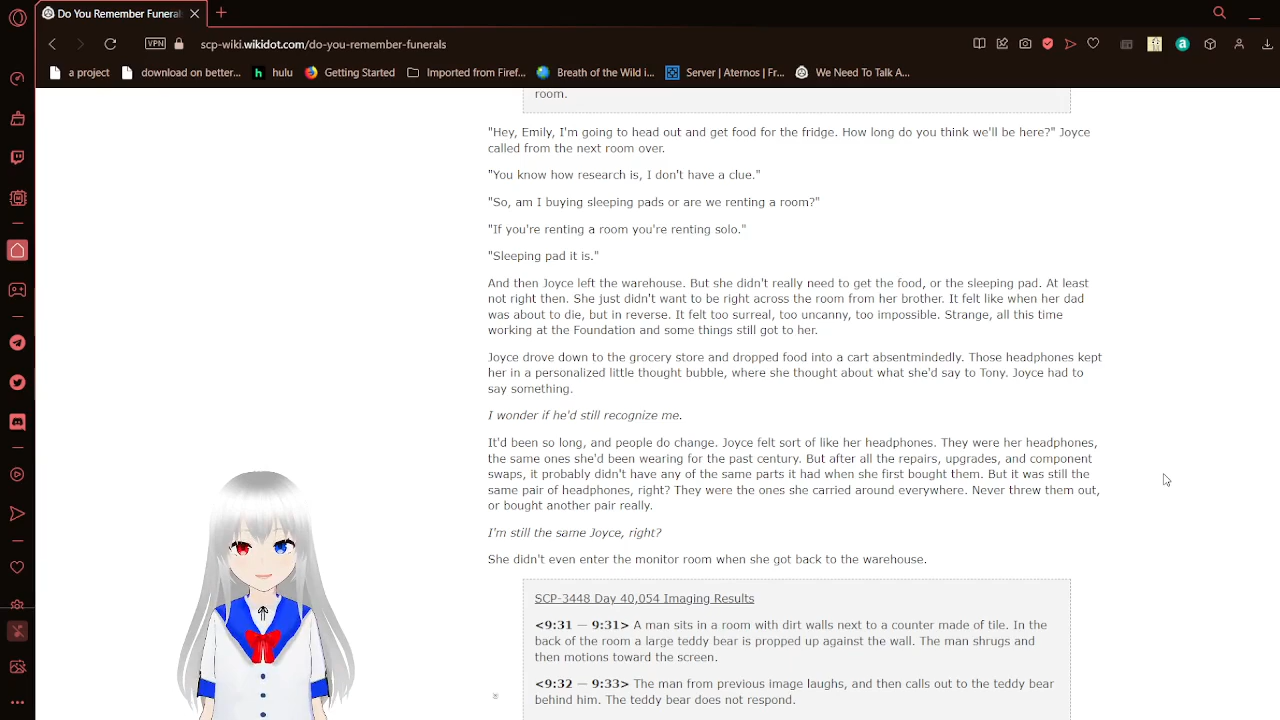 Do You Remember Funerals
VPN
scp-wiki.wikidot.com/do-you-remember-funerals
a project
download on better...
hulu
Getting Started
Imported from Firef...
Breath of the Wild i...
Server | Aternos | Fr...
We Need To Talk A...
room.
"Hey, Emily, I'm going to head out and get food for the fridge. How long do you think we'll be here?" Joyce
called from the next room over.
"You know how research is, I don't have a clue."
"So, am I buying sleeping pads or are we renting a room?"
"If you're renting a room you're renting solo."
"Sleeping pad it is."
And then Joyce left the warehouse. But she didn't really need to get the food, or the sleeping pad. At least
not right then. She just didn't want to be right across the room from her brother. It felt like when her dad
was about to die, but in reverse. It felt too surreal, too uncanny, too impossible. Strange, all this time
working at the Foundation and some things still got to her.
Joyce drove down to the grocery store and dropped food into a cart absentmindedly. Those headphones kept
her in a personalized little thought bubble, where she thought about what she'd say to Tony. Joyce had to
say something.
I wonder if he'd still recognize me.
It'd been so long, and people do change. Joyce felt sort of like her headphones. They were her headphones,
the same ones she'd been wearing for the past century. But after all the repairs, upgrades, and component
swaps, it probably didn't have any of the same parts it had when she first bought them. But it was still the
same pair of headphones, right? They were the ones she carried around everywhere. Never threw them out,
or bought another pair really.
I'm still the same Joyce, right?
She didn't even enter the monitor room when she got back to the warehouse.
SCP-3448 Day 40,054 Imaging Results
<9:31 — 9:31> A man sits in a room with dirt walls next to a counter made of tile. In the
back of the room a large teddy bear is propped up against the wall. The man shrugs and
then motions toward the screen.
<9:32 — 9:33> The man from previous image laughs, and then calls out to the teddy bear
behind him. The teddy bear does not respond.